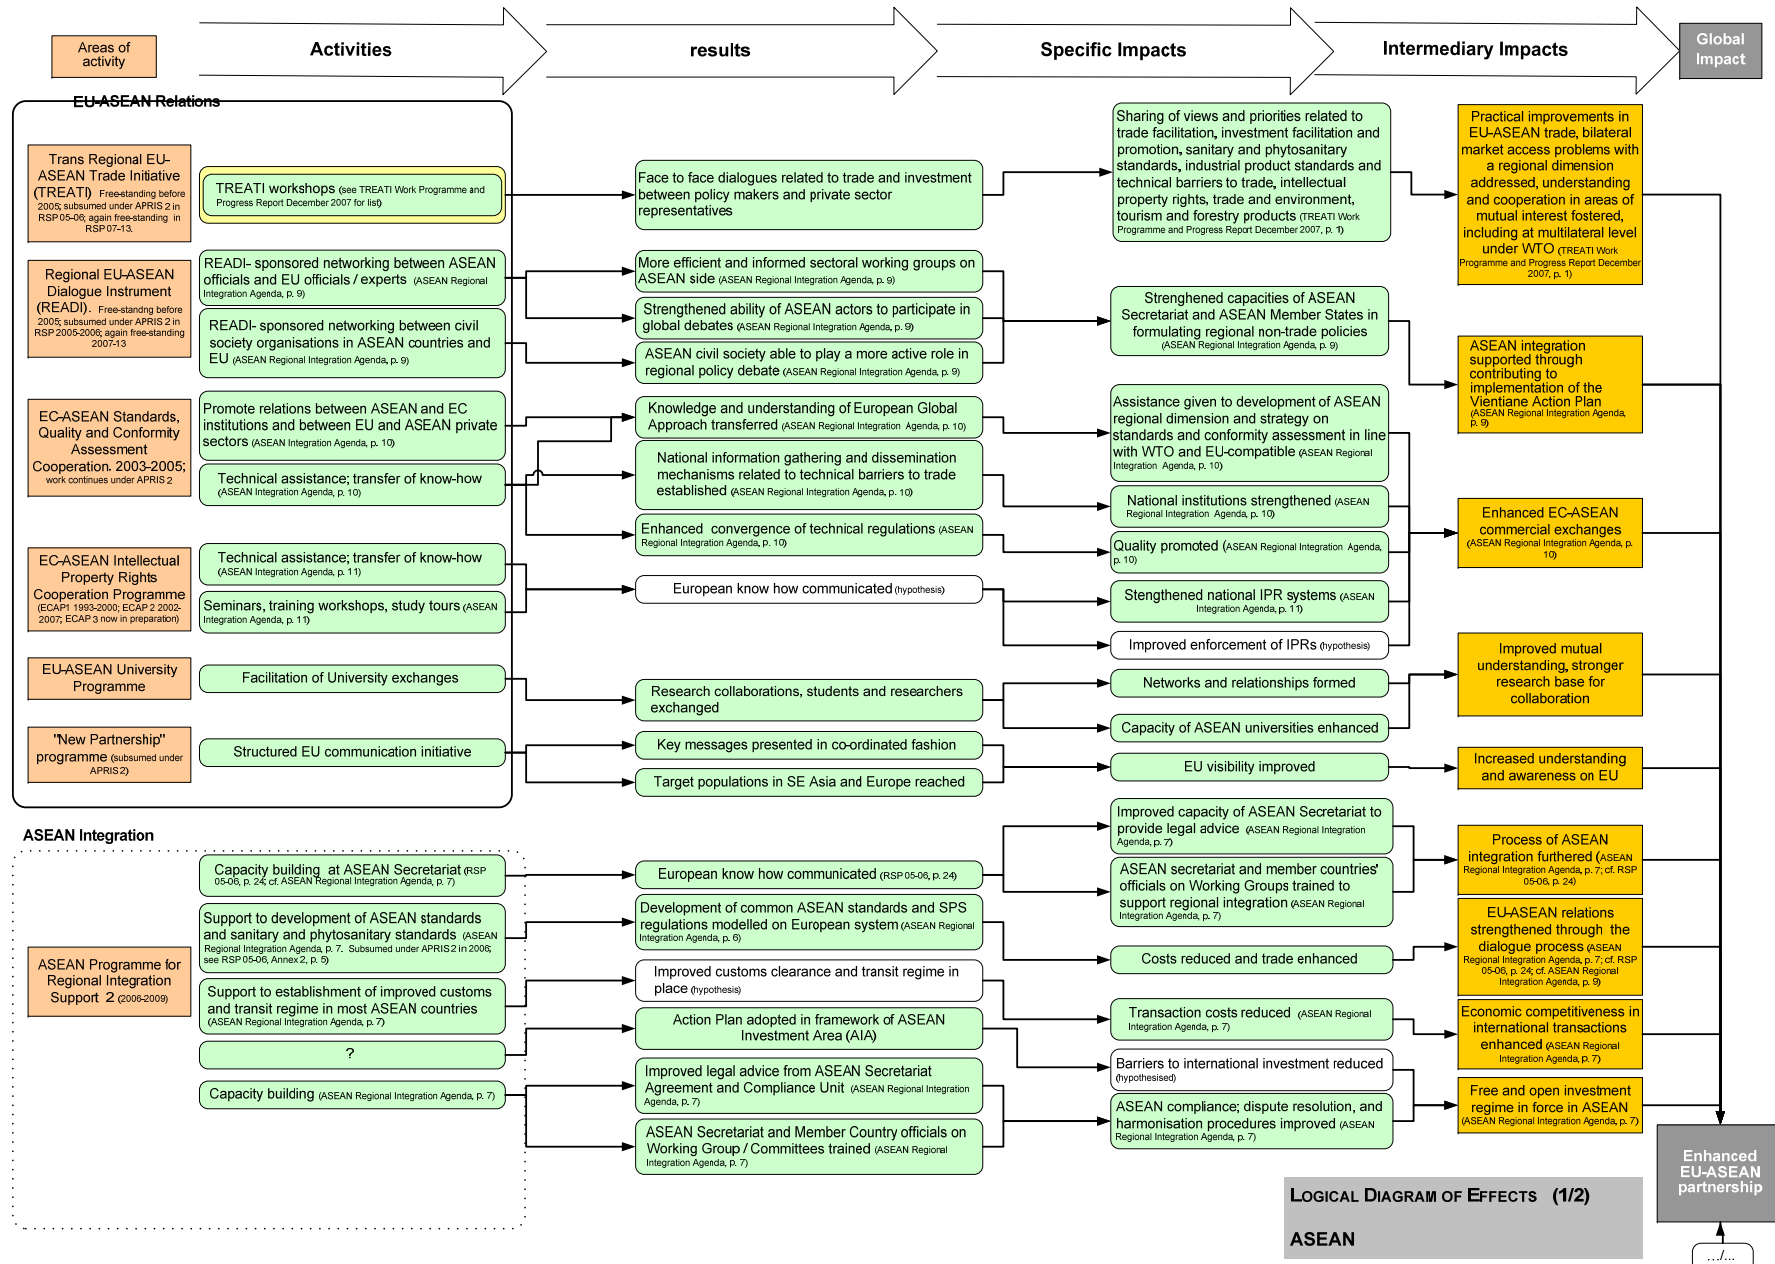 Areas of
activity
Activities
results
Specific Impacts
Intermediary Impacts
Global
Impact
EU-ASEAN Relations
Trans Regional EU-
ASEAN Trade Initiative
(TREATI) Free-standing before
2005; subsumed under APRIS 2 in
RSP 05-06; again free-standing in
RSP 07-13.
TREATI workshops (see TREATI Work Programme and
Progress Report December 2007 for list)
Face to face dialogues related to trade and investment
between policy makers and private sector
representatives
Sharing of views and priorities related to
trade facilitation, investment facilitation and
promotion, sanitary and phytosanitary
standards, industrial product standards and
technical barriers to trade, intellectual
property rights, trade and environment,
tourism and forestry products (TREATI Work
Programme and Progress Report December 2007, p. 1)
Practical improvements in
EU-ASEAN trade, bilateral
market access problems with
a regional dimension
addressed, understanding
and cooperation in areas of
mutual interest fostered,
including at multilateral level
under WTO (TREATI Work
Programme and Progress Report December
2007, p. 1)
Regional EU-ASEAN
Dialogue Instrument
(READI). Free-standng before
2005; subsumed under APRIS 2 in
RSP 2005-2006; again free-standing
2007-13
READI- sponsored networking between ASEAN
officials and EU officials / experts (ASEAN Regional
Integration Agenda, p. 9)
READI- sponsored networking between civil
society organisations in ASEAN countries and
EU (ASEAN Regional Integration Agenda, p. 9)
More efficient and informed sectoral working groups on
ASEAN side (ASEAN Regional Integration Agenda, p. 9)
Strengthened ability of ASEAN actors to participate in
global debates (ASEAN Regional Integration Agenda, p. 9)
ASEAN civil society able to play a more active role in
regional policy debate (ASEAN Regional Integration Agenda, p. 9)
Strenghened capacities of ASEAN
Secretariat and ASEAN Member States in
formulating regional non-trade policies
(ASEAN Regional Integration Agenda, p. 9)
ASEAN integration
supported through
contributing to
implementation of the
Vientiane Action Plan
(ASEAN Regional Integration Agenda,
p. 9)
EC-ASEAN Standards,
Quality and Conformity
Assessment
Cooperation. 2003-2005;
work continues under APRIS 2
Promote relations between ASEAN and EC
institutions and between EU and ASEAN private
sectors (ASEAN Integration Agenda, p. 10)
Technical assistance; transfer of know-how
(ASEAN Integration Agenda, p. 10)
Knowledge and understanding of European Global
Approach transferred (ASEAN Regional Integration Agenda, p. 10)
National information gathering and dissemination
mechanisms related to technical barriers to trade
established (ASEAN Regional Integration Agenda, p. 10)
Enhanced convergence of technical regulations (ASEAN
Regional Integration Agenda, p. 10)
Assistance given to development of ASEAN
regional dimension and strategy on
standards and conformity assessment in line
with WTO and EU-compatible (ASEAN Regional
Integration Agenda, p. 10)
National institutions strengthened (ASEAN
Regional Integration Agenda, p. 10)
Quality promoted (ASEAN Regional Integration Agenda,
p. 10)
Enhanced EC-ASEAN
commercial exchanges
(ASEAN Regional Integration Agenda, p.
10)
EC-ASEAN Intellectual
Property Rights
Cooperation Programme
(ECAP1 1993-2000; ECAP 2 2002-
2007; ECAP 3 now in preparation)
Technical assistance; transfer of know-how
(ASEAN Integration Agenda, p. 11)
Seminars, training workshops, study tours (ASEAN
Integration Agenda, p. 11)
European know how communicated (hypothesis)
Stengthened national IPR systems (ASEAN
Integration Agenda, p. 11)
Improved enforcement of IPRs (hypothesis)
EU-ASEAN University
Programme
Facilitation of University exchanges
Research collaborations, students and researchers
exchanged
Networks and relationships formed
Capacity of ASEAN universities enhanced
Improved mutual
understanding, stronger
research base for
collaboration
"New Partnership"
programme (subsumed under
APRIS 2)
Structured EU communication initiative
Key messages presented in co-ordinated fashion
Target populations in SE Asia and Europe reached
EU visibility improved
Increased understanding
and awareness on EU
ASEAN Integration
ASEAN Programme for
Regional Integration
Support 2 (2006-2009)
Capacity building at ASEAN Secretariat (RSP
05-06, p. 24; cf. ASEAN Regional Integration Agenda, p. 7)
Support to development of ASEAN standards
and sanitary and phytosanitary standards (ASEAN
Regional Integration Agenda, p. 7. Subsumed under APRIS 2 in 2006;
see RSP 05-06, Annex 2, p. 5)
Support to establishment of improved customs
and transit regime in most ASEAN countries
(ASEAN Regional Integration Agenda, p. 7)
?
Capacity building (ASEAN Regional Integration Agenda, p. 7)
European know how communicated (RSP 05-06, p. 24)
Development of common ASEAN standards and SPS
regulations modelled on European system (ASEAN Regional
Integration Agenda, p. 6)
Improved customs clearance and transit regime in
place (hypothesis)
Action Plan adopted in framework of ASEAN
Investment Area (AIA)
Improved legal advice from ASEAN Secretariat
Agreement and Compliance Unit (ASEAN Regional Integration
Agenda, p. 7)
ASEAN Secretariat and Member Country officials on
Working Group / Committees trained (ASEAN Regional
Integration Agenda, p. 7)
Improved capacity of ASEAN Secretariat to
provide legal advice (ASEAN Regional Integration
Agenda, p. 7)
ASEAN secretariat and member countries'
officials on Working Groups trained to
support regional integration (ASEAN Regional
Integration Agenda, p. 7)
Costs reduced and trade enhanced
Transaction costs reduced (ASEAN Regional
Integration Agenda, p. 7)
Barriers to international investment reduced
(hypothesised)
ASEAN compliance; dispute resolution, and
harmonisation procedures improved (ASEAN
Regional Integration Agenda, p. 7)
Process of ASEAN
integration furthered (ASEAN
Regional Integration Agenda, p. 7; cf. RSP
05-06, p. 24)
EU-ASEAN relations
strengthened through the
dialogue process (ASEAN
Regional Integration Agenda, p. 7; cf. RSP
05-06, p. 24; cf. ASEAN Regional
Integration Agenda, p. 9)
Economic competitiveness in
international transactions
enhanced (ASEAN Regional
Integration Agenda, p. 7)
Free and open investment
regime in force in ASEAN
(ASEAN Regional Integration Agenda, p. 7)
Enhanced
EU-ASEAN
partnership
LOGICAL DIAGRAM OF EFFECTS (1/2)
ASEAN
…/...